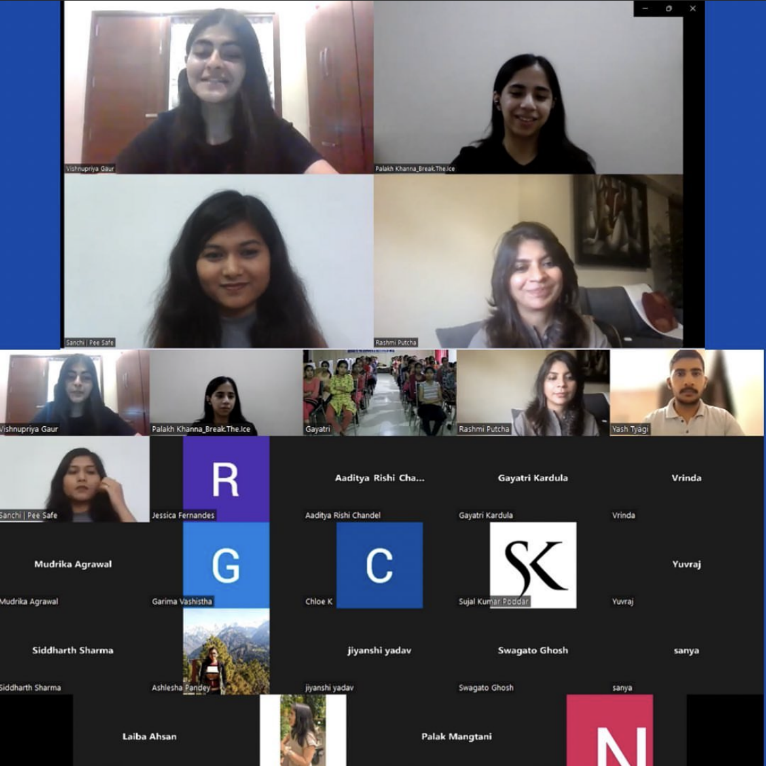 Vishnupriya Gaur
Palakh Khanna_Break.The.Ice
Sanchi | Pee Safe
Rashmi Putcha
Vishnupriya Gaur
Palakh Khanna_Break.The.Ice
Gayatri
Rashmi Putcha
Yash Tyagi
Sanchi | Pee Safe
R
Jessica Fernandes
Aaditya Rishi Cha...
Aaditya Rishi Chandel
Gayatri Kardula
Gayatri Kardula
Vrinda
Vrinda
Mudrika Agrawal
Mudrika Agrawal
G
Garima Vashistha
C
Chloe K
SK
Sujal Kumar Poddar
Yuvraj
Yuvraj
Siddharth Sharma
Siddharth Sharma
Ashlesha Pandey
jiyanshi yadav
jiyanshi yadav
Swagato Ghosh
Swagato Ghosh
sanya
sanya
Laiba Ahsan
Palak Mangtani
N